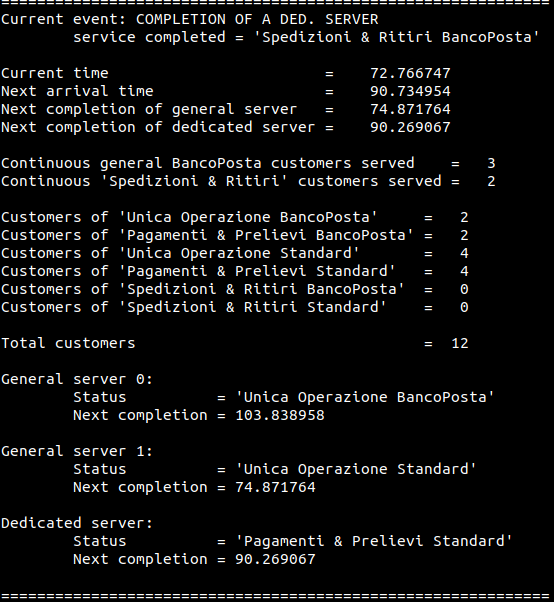 =============================================================
Current event: COMPLETION OF A DED. SERVER
        service completed = 'Spedizioni & Ritiri BancoPosta'

Current time                        =    72.766747
Next arrival time                   =    90.734954
Next completion of general server   =    74.871764
Next completion of dedicated server =    90.269067

Continuous general BancoPosta customers served    =   3
Continuous 'Spedizioni & Ritiri' customers served =   2

Customers of 'Unica Operazione BancoPosta'     =   2
Customers of 'Pagamenti & Prelievi BancoPosta' =   2
Customers of 'Unica Operazione Standard'       =   4
Customers of 'Pagamenti & Prelievi Standard'   =   4
Customers of 'Spedizioni & Ritiri BancoPosta'  =   0
Customers of 'Spedizioni & Ritiri Standard'    =   0

Total customers                                =  12

General server 0:
        Status          = 'Unica Operazione BancoPosta'
        Next completion = 103.838958

General server 1:
        Status          = 'Unica Operazione Standard'
        Next completion = 74.871764

Dedicated server:
        Status          = 'Pagamenti & Prelievi Standard'
        Next completion = 90.269067

=============================================================